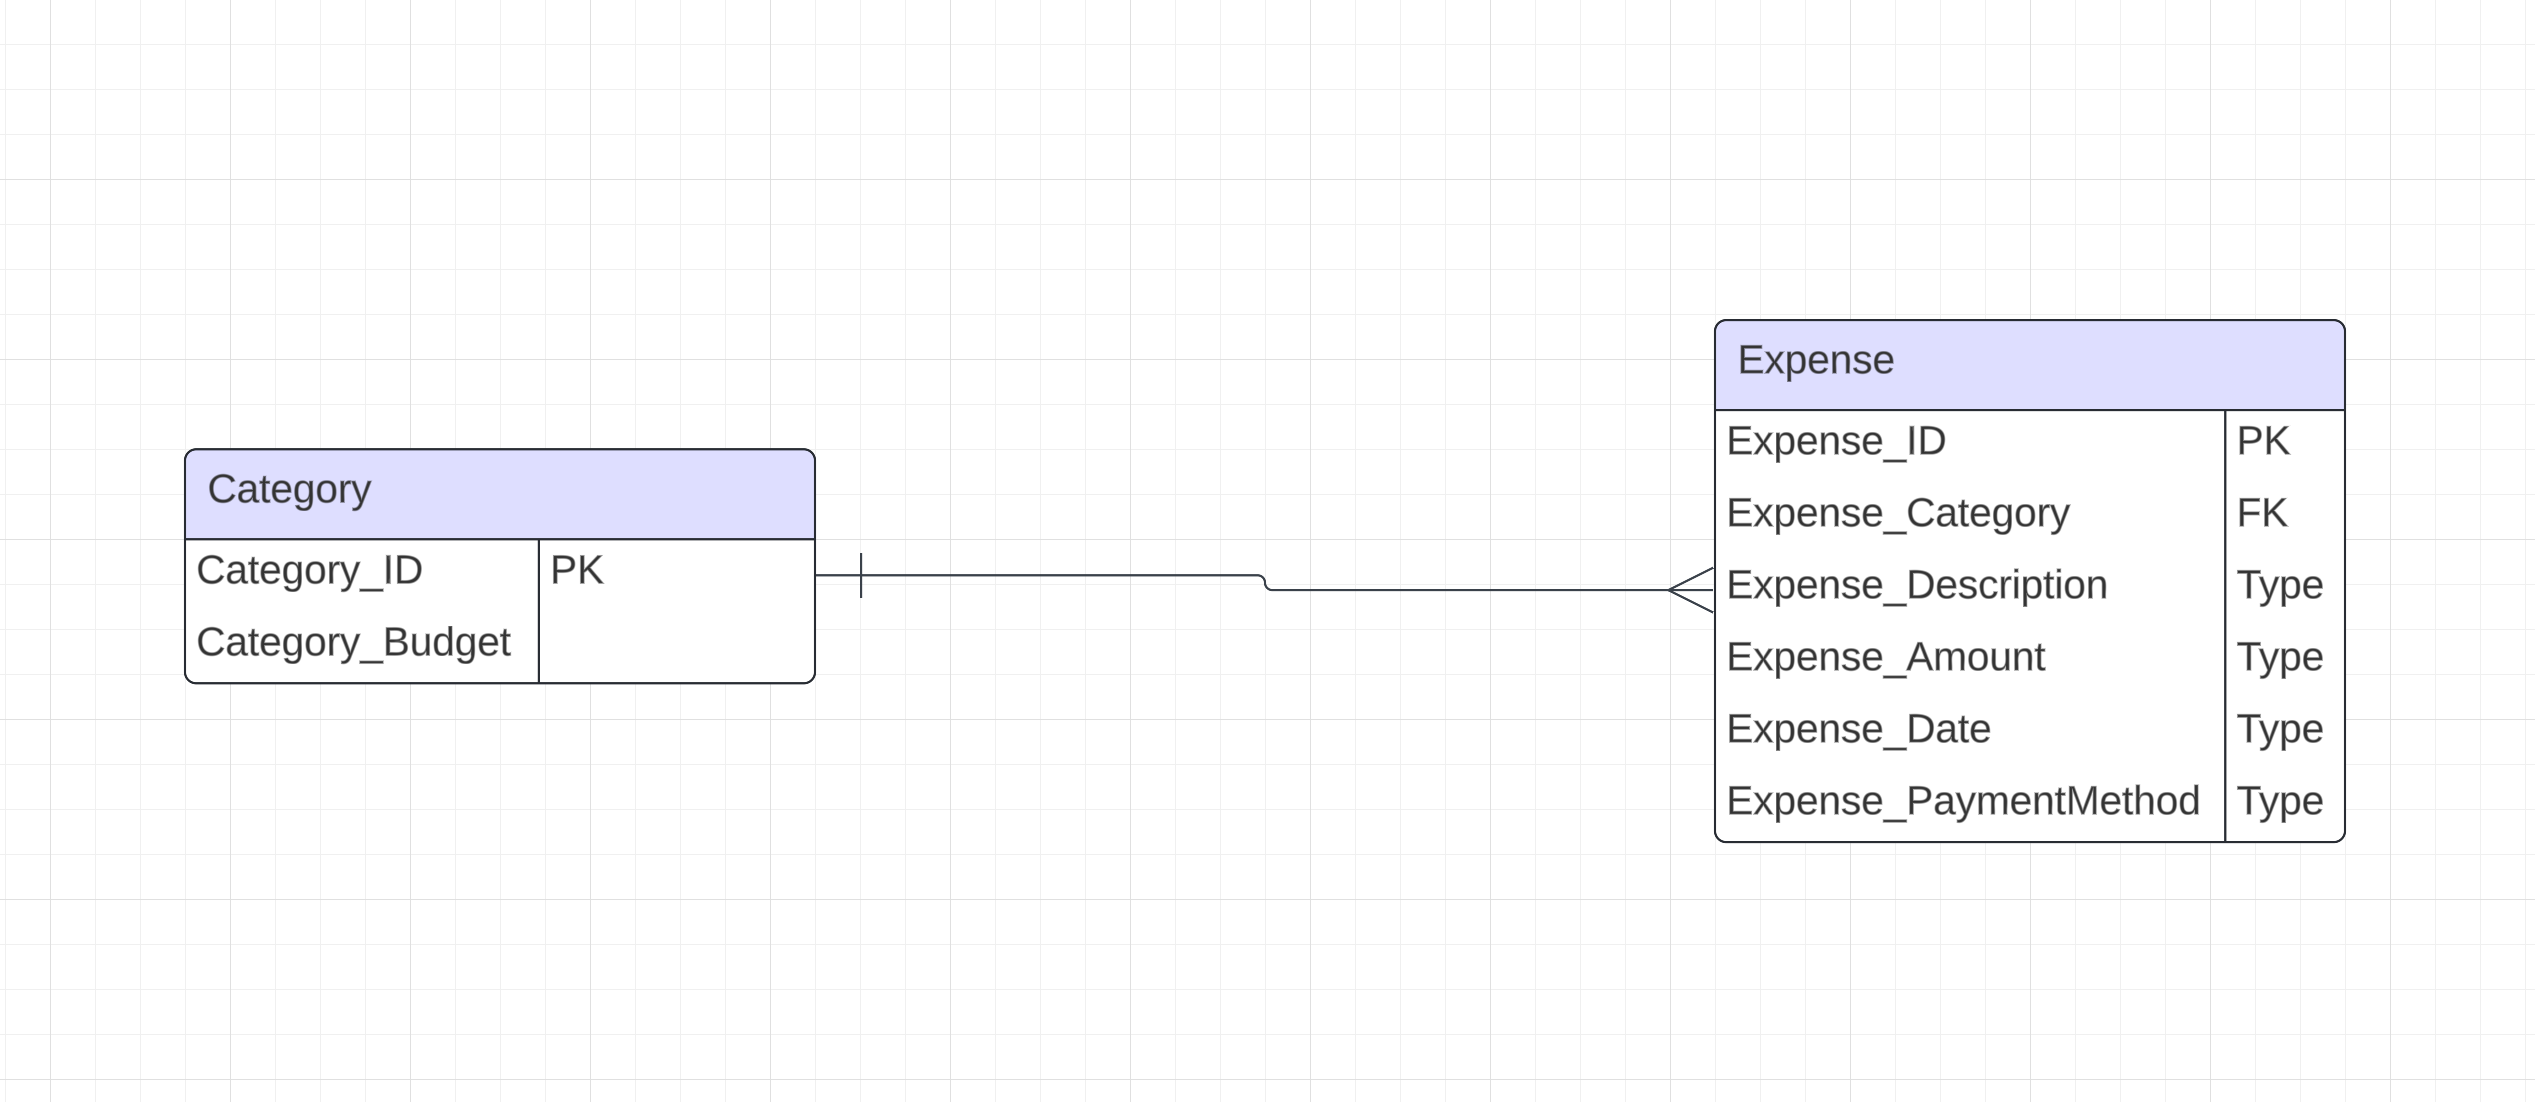 Category
Category_ID PK
Category_Budget
Expense
Expense_ID PK
Expense_Category FK
Expense_Description Type
Expense_Amount Type
Expense_Date Type
Expense_PaymentMethod Type